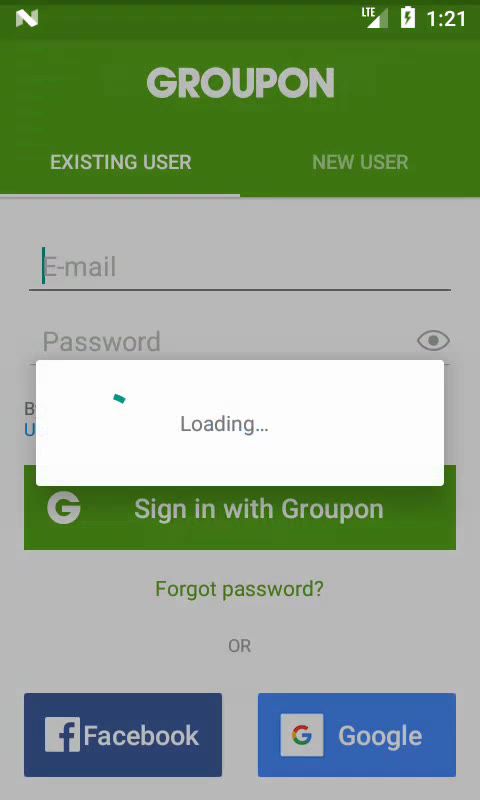 LTE 1:21
GROUPON
EXISTING USER NEW USER
E-mail
Password
B
U
Loading...
G Sign in with Groupon
Forgot password?
OR
f Facebook G Google